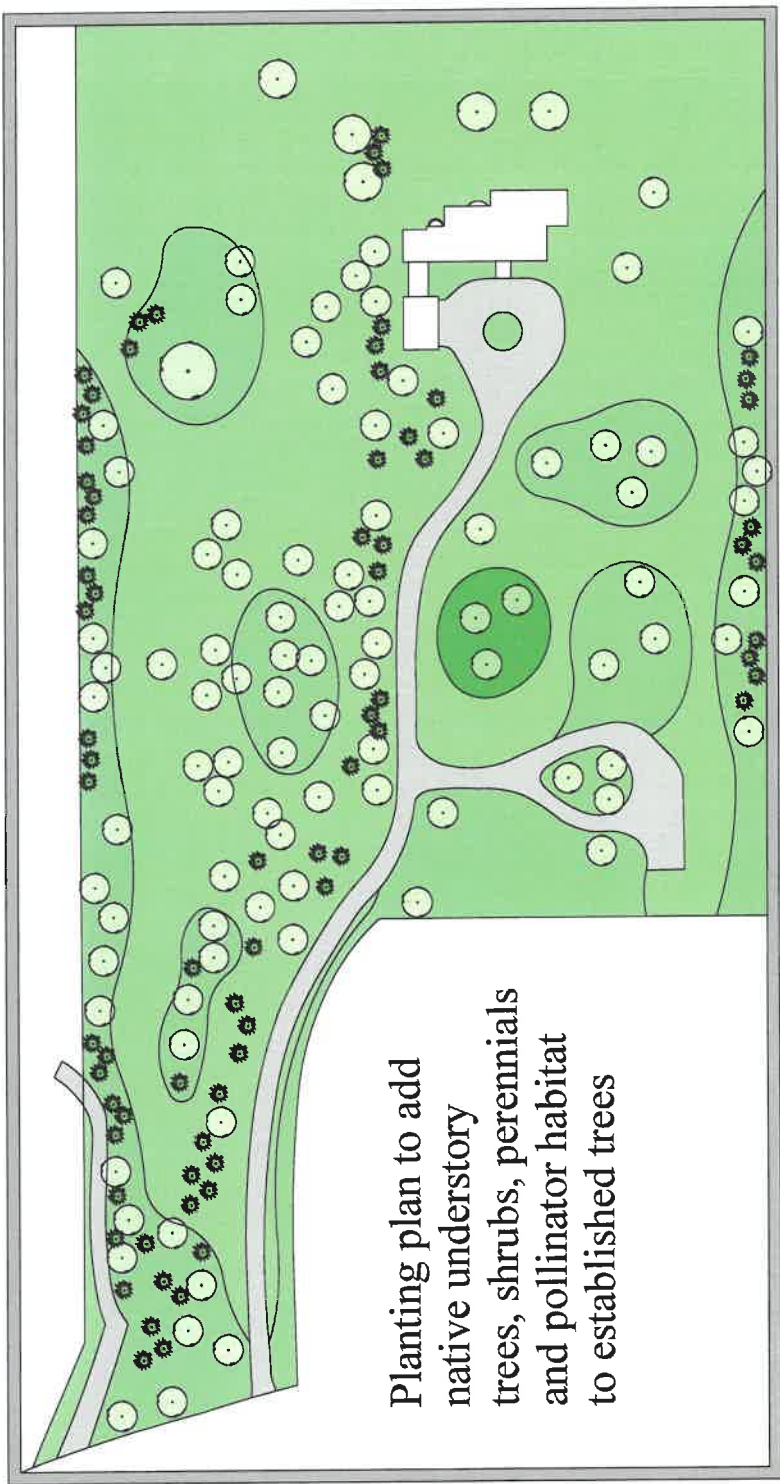 Planting plan to add
native understory
trees, shrubs, perennials
and pollinator habitat
to established trees